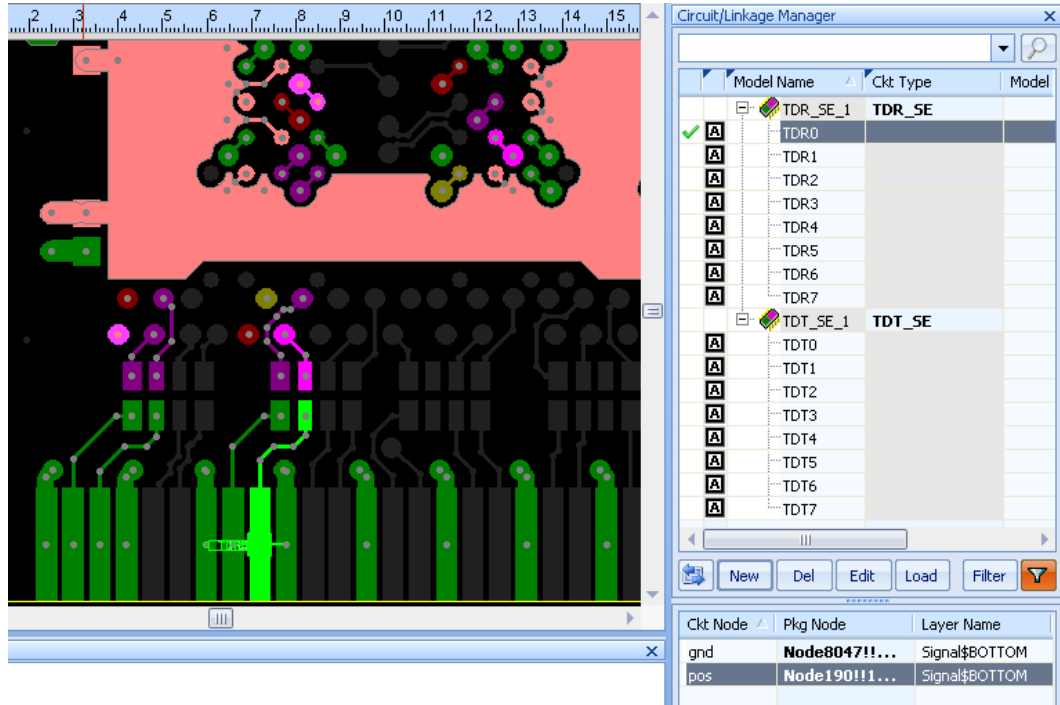 2 3 4 5 6 7 8 9 10 11 12 13 14 15
Circuit/Linkage Manager
Model Name Ckt Type Model
TDR_SE_1 TDR_SE
A TDR0
A TDR1
A TDR2
A TDR3
A TDR4
A TDR5
A TDR6
A TDR7
TDT_SE_1 TDT_SE
A TDT0
A TDT1
A TDT2
A TDT3
A TDT4
A TDT5
A TDT6
A TDT7
New Del Edit Load Filter
Ckt Node Pkg Node Layer Name
gnd Node8047!!... Signal$BOTTOM
pos Node190!!1... Signal$BOTTOM